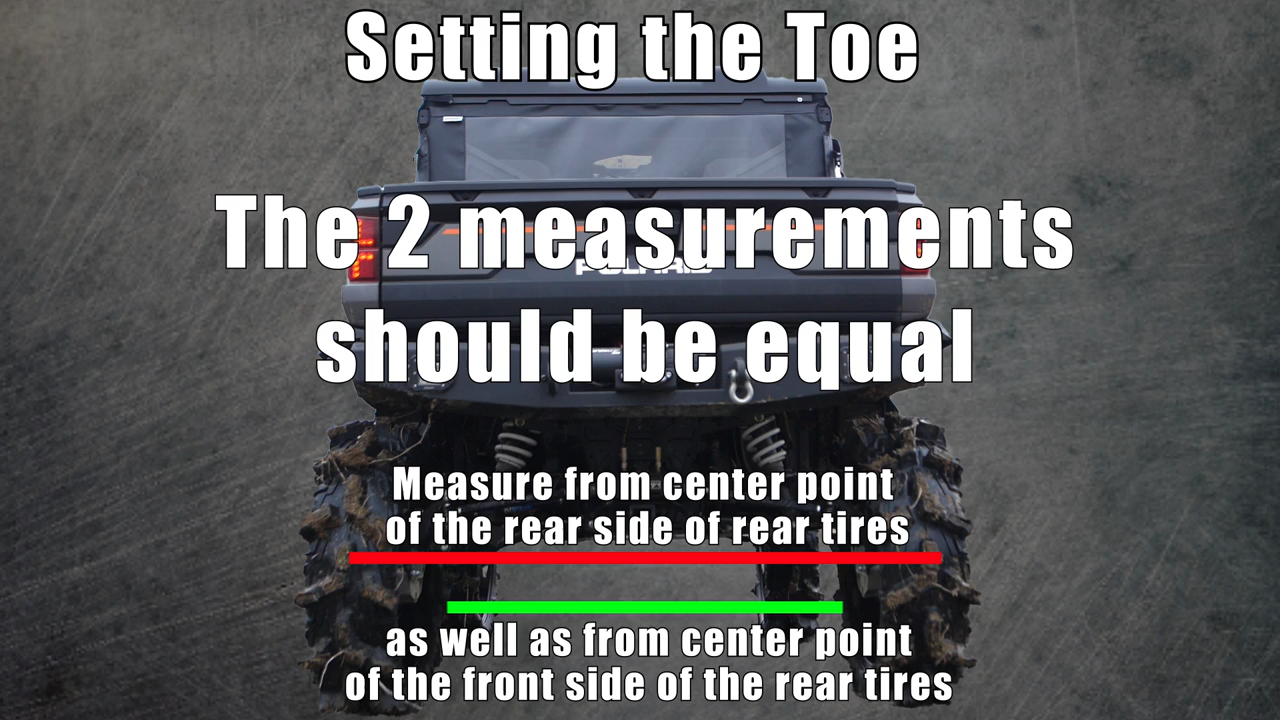 Setting the Toe
The 2 measurements
POLARIS
should be equal
Measure from center point
of the rear side of rear tires
as well as from center point
of the front side of the rear tires